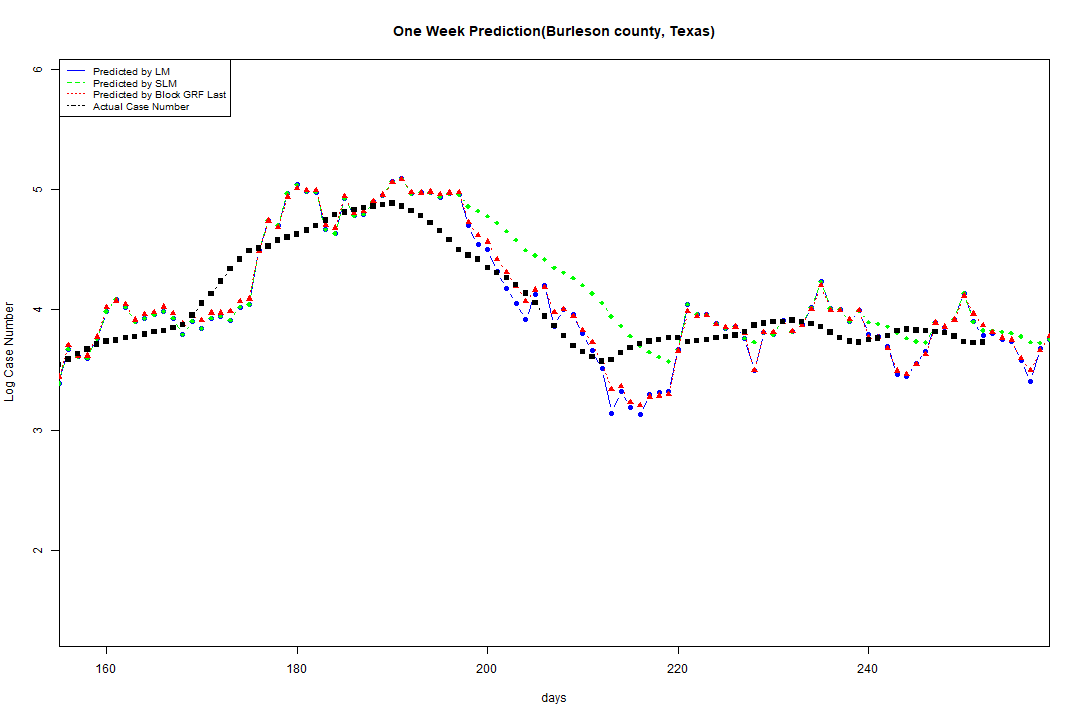 One Week Prediction(Burleson county, Texas)
Predicted by LM
Predicted by SLM
Predicted by Block GRF Last
Actual Case Number
6
5
4
3
2
Log Case Number
160 180 200 220 240
days